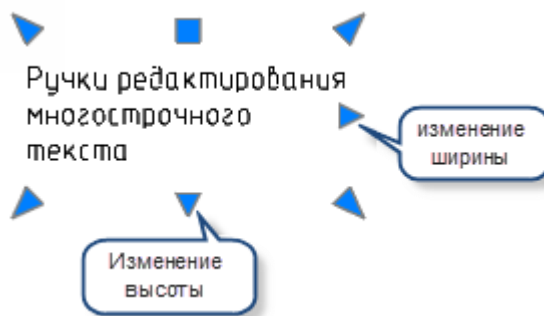 Ручки редактирования
многострочного
текста
изменение
ширины
Изменение
высоты